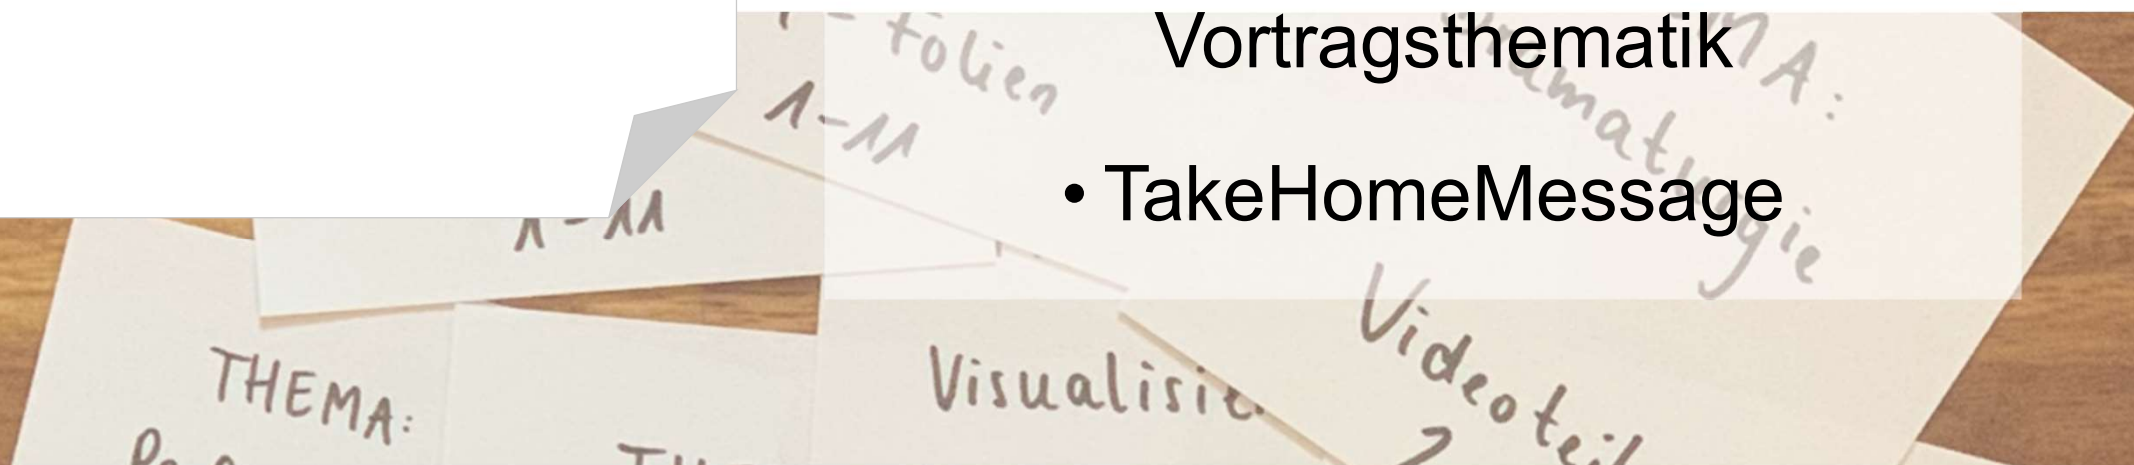 Folien
1-11
Vortragsthematik
• TakeHomeMessage
1-11
THEMA:
Visualisie
Videoteil